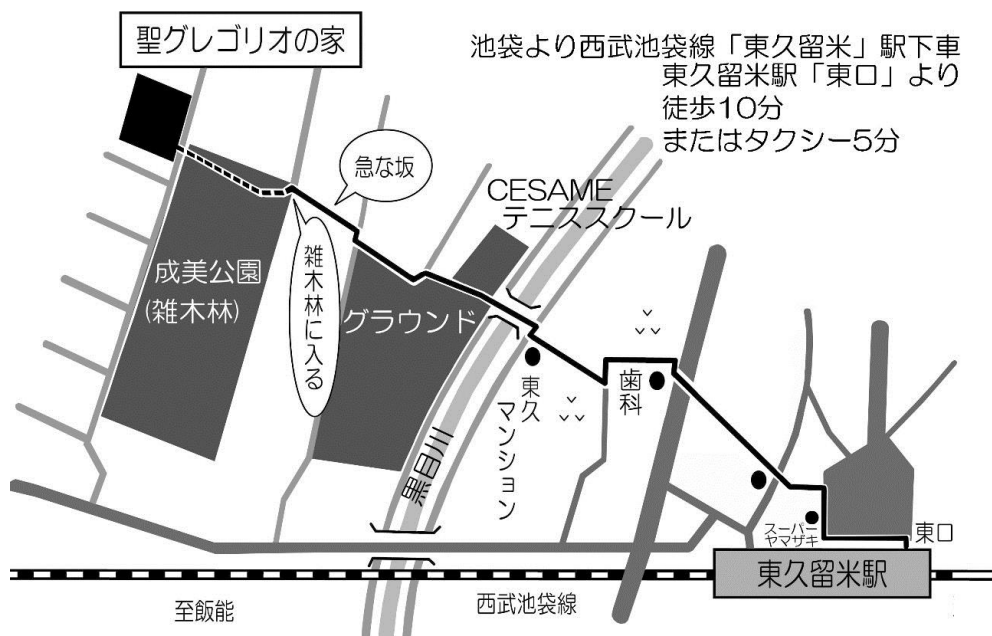 聖グレゴリオの家
池袋より西武池袋線「東久留米」駅下車
東久留米駅「東口」より
徒歩10分
またはタクシー5分
急な坂
CESAME
テニススクール
成美公園
(雑木林)
雑木林に入る
グラウンド
東久
マンション
歯科
黒目川
スーパー
ヤマザキ
東口
東久留米駅
至飯能
西武池袋線